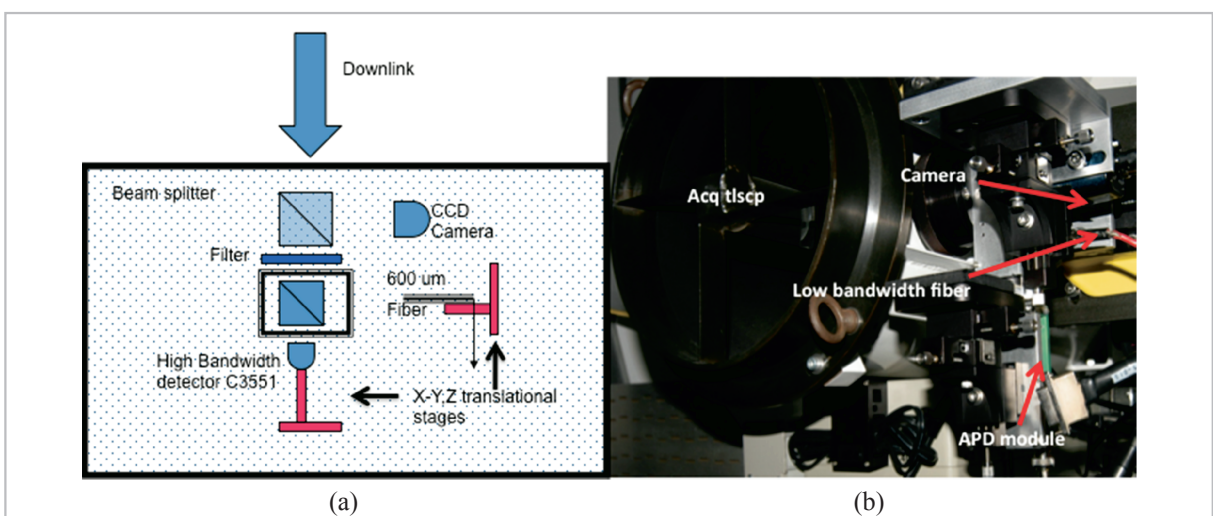 Downlink
Beam splitter
CCD
Camera
Filter
600 um
Fiber
High Bandwidth
detector C3551
X-Y,Z translational
stages
(a)
Camera
Acq tlscp
Low bandwidth fiber
APD module
(b)